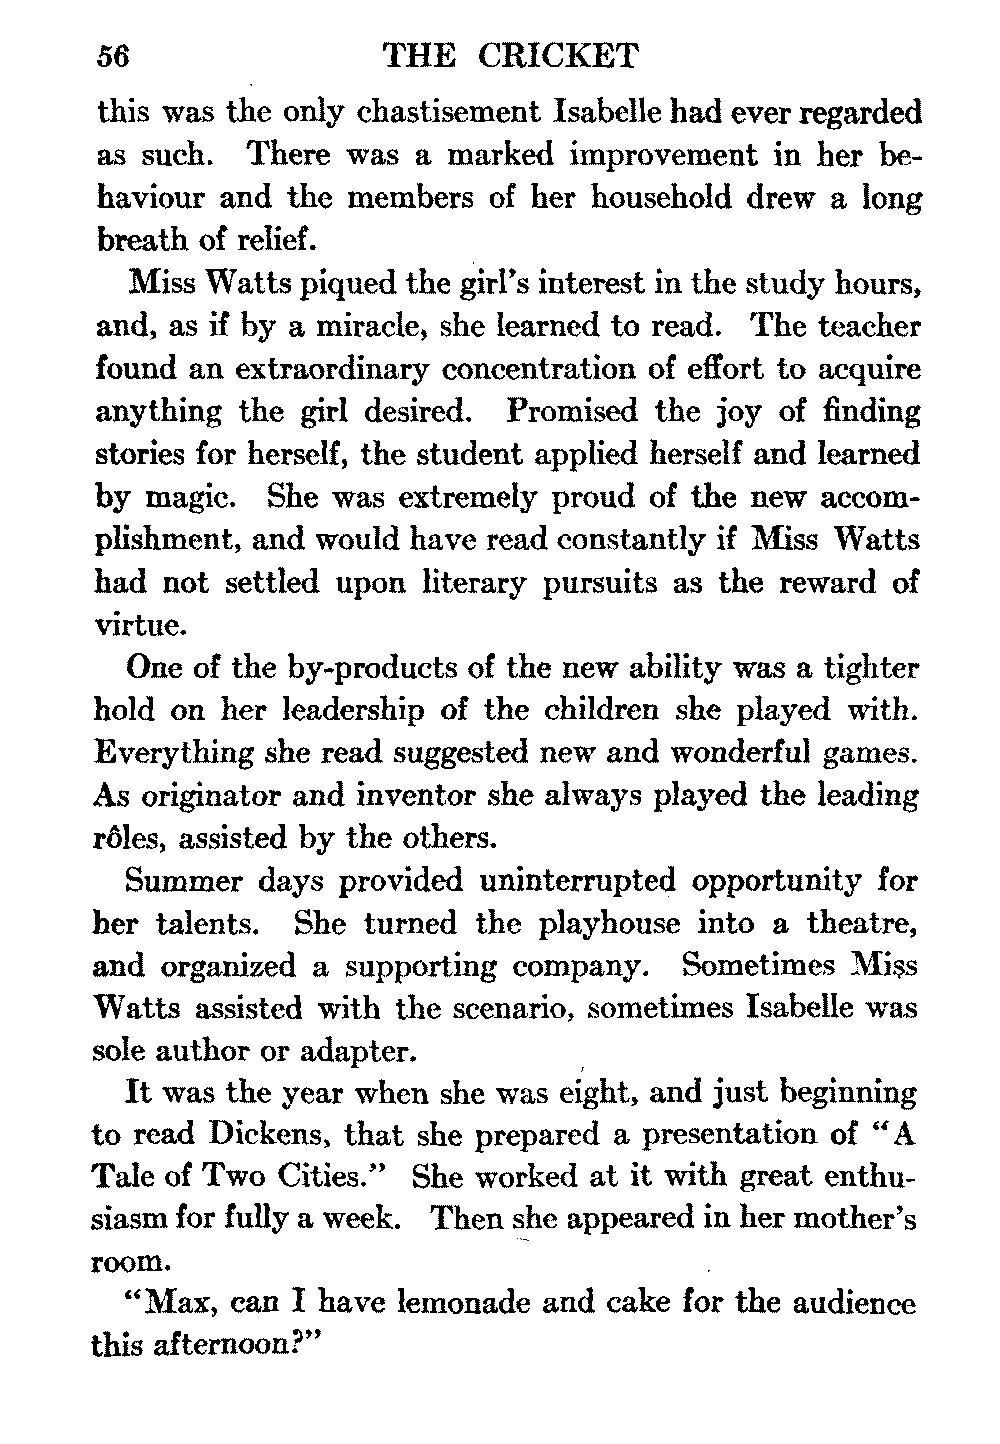 56 THE CRICKET
this was the only chastisement Isabelle had ever regarded
as such. There was a marked improvement in her be-
haviour and the members of her household drew a long
breath of relief.
Miss Watts piqued the girl's interest in the study hours,
and, as if by a miracle, she learned to read. The teacher
found an extraordinary concentration of effort to acquire
anything the girl desired. Promised the joy of finding
stories for herself, the student applied herself and learned
by magic. She was extremely proud of the new accom-
plishment, and would have read constantly if Miss Watts
had not settled upon literary pursuits as the reward of
virtue.
One of the by-products of the new ability was a tighter
hold on her leadership of the children she played with.
Everything she read suggested new and wonderful games.
As originator and inventor she always played the leading
rôles, assisted by the others.
Summer days provided uninterrupted opportunity for
her talents. She turned the playhouse into a theatre,
and organized a supporting company. Sometimes Miss
Watts assisted with the scenario, sometimes Isabelle was
sole author or adapter.
It was the year when she was eight, and just beginning
to read Dickens, that she prepared a presentation of "A
Tale of Two Cities." She worked at it with great enthu-
siasm for fully a week. Then she appeared in her mother's
room.
"Max, can I have lemonade and cake for the audience
this afternoon?"